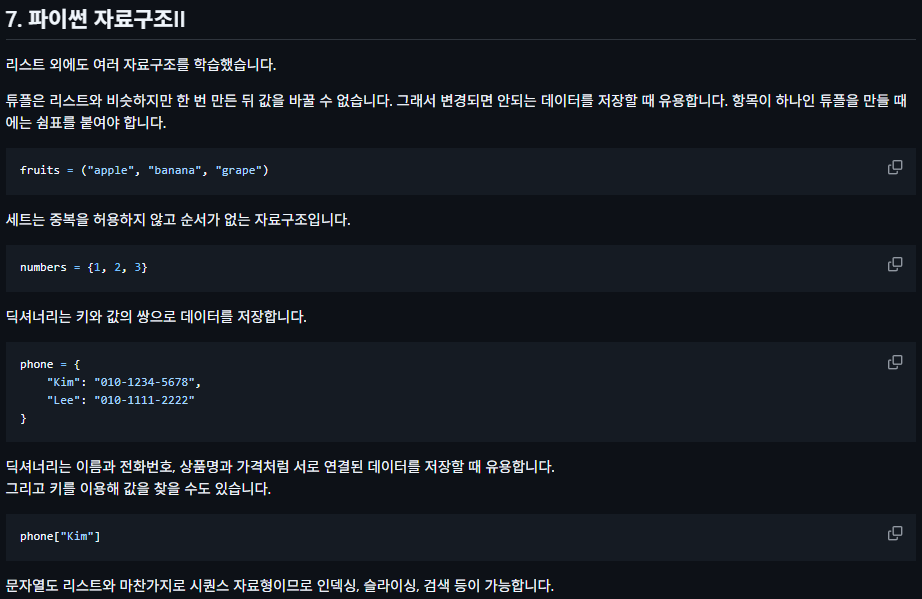 7. 파이썬 자료구조II
리스트 외에도 여러 자료구조를 학습했습니다.
튜플은 리스트와 비슷하지만 한 번 만든 뒤 값을 바꿀 수 없습니다. 그래서 변경되면 안되는 데이터를 저장할 때 유용합니다. 항목이 하나인 튜플을 만들 때
에는 쉼표를 붙여야 합니다.
fruits = ("apple", "banana", "grape")
세트는 중복을 허용하지 않고 순서가 없는 자료구조입니다.
numbers = {1, 2, 3}
딕셔너리는 키와 값의 쌍으로 데이터를 저장합니다.
phone = {
    "Kim": "010-1234-5678",
    "Lee": "010-1111-2222"
}
딕셔너리는 이름과 전화번호, 상품명과 가격처럼 서로 연결된 데이터를 저장할 때 유용합니다.
그리고 키를 이용해 값을 찾을 수도 있습니다.
phone["Kim"]
문자열도 리스트와 마찬가지로 시퀀스 자료형이므로 인덱싱, 슬라이싱, 검색 등이 가능합니다.